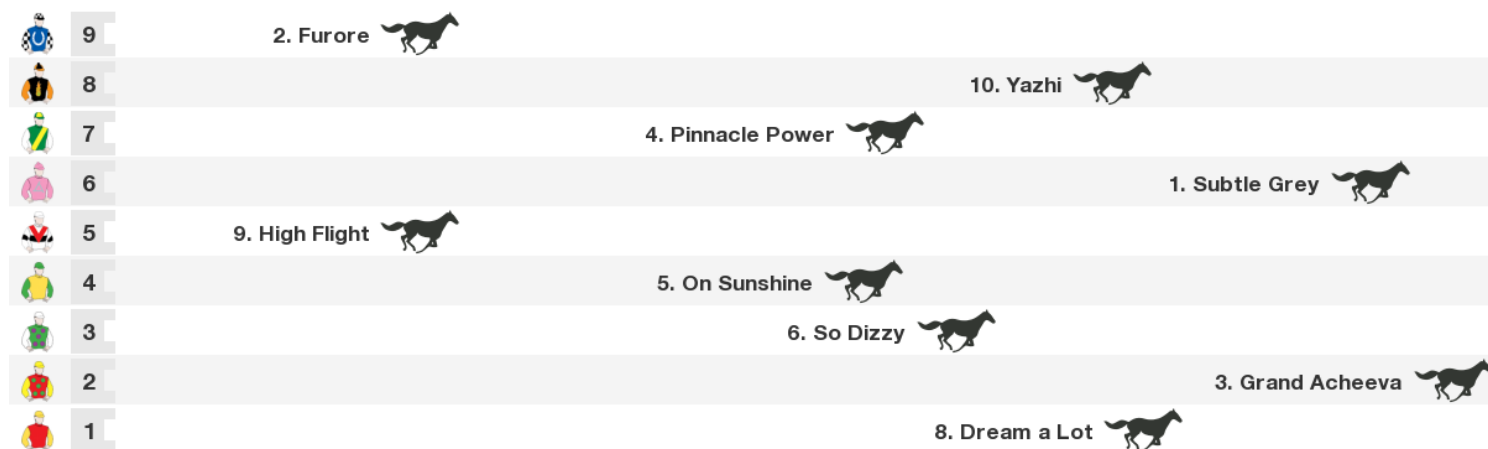 9 2. Furore
8 10. Yazhi
7 4. Pinnacle Power
6 1. Subtle Grey
5 9. High Flight
4 5. On Sunshine
3 6. So Dizzy
2 3. Grand Acheeva
1 8. Dream a Lot